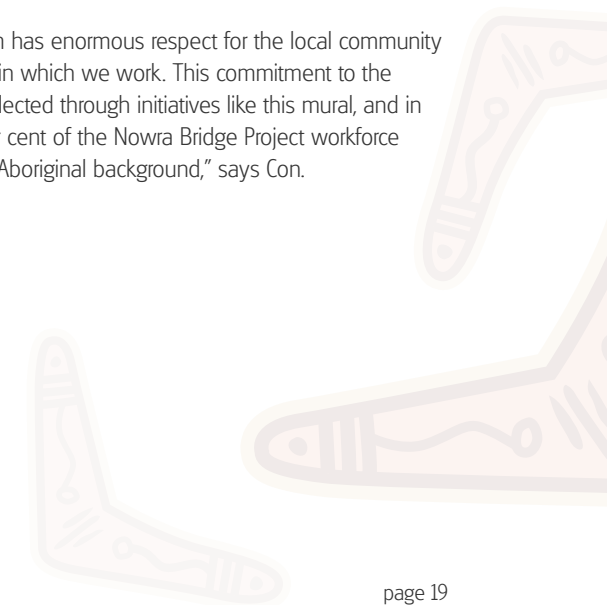 has enormous respect for the local community
in which we work. This commitment to the
lected through initiatives like this mural, and in
cent of the Nowra Bridge Project workforce
Aboriginal background,” says Con.
page 19